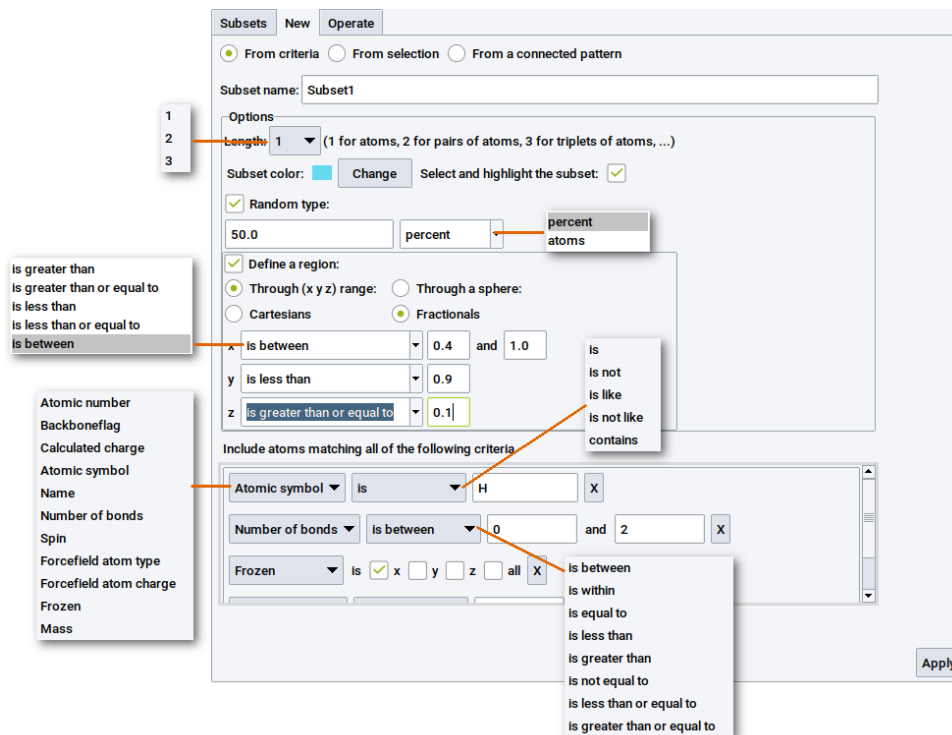 Subsets New Operate
From criteria From selection From a connected pattern
Subset name: Subset1
Options
1
2
3
Length: 1 (1 for atoms, 2 for pairs of atoms, 3 for triplets of atoms, ...)
Subset color: Change Select and highlight the subset:
Random type:
50.0 percent
percent
atoms
Define a region:
Through (x y z) range: Through a sphere:
Cartesians Fractionals
is greater than
is greater than or equal to
is less than
is less than or equal to
is between
x is between 0.4 and 1.0
y is less than 0.9
z is greater than or equal to 0.1
is
is not
is like
is not like
contains
Include atoms matching all of the following criteria
Atomic number
Backboneflag
Calculated charge
Atomic symbol
Name
Number of bonds
Spin
Forcefield atom type
Forcefield atom charge
Frozen
Mass
Atomic symbol is H X
Number of bonds is between 0 and 2 X
Frozen is x y z all X
is between
is within
is equal to
is less than
is greater than
is not equal to
is less than or equal to
is greater than or equal to
Apply